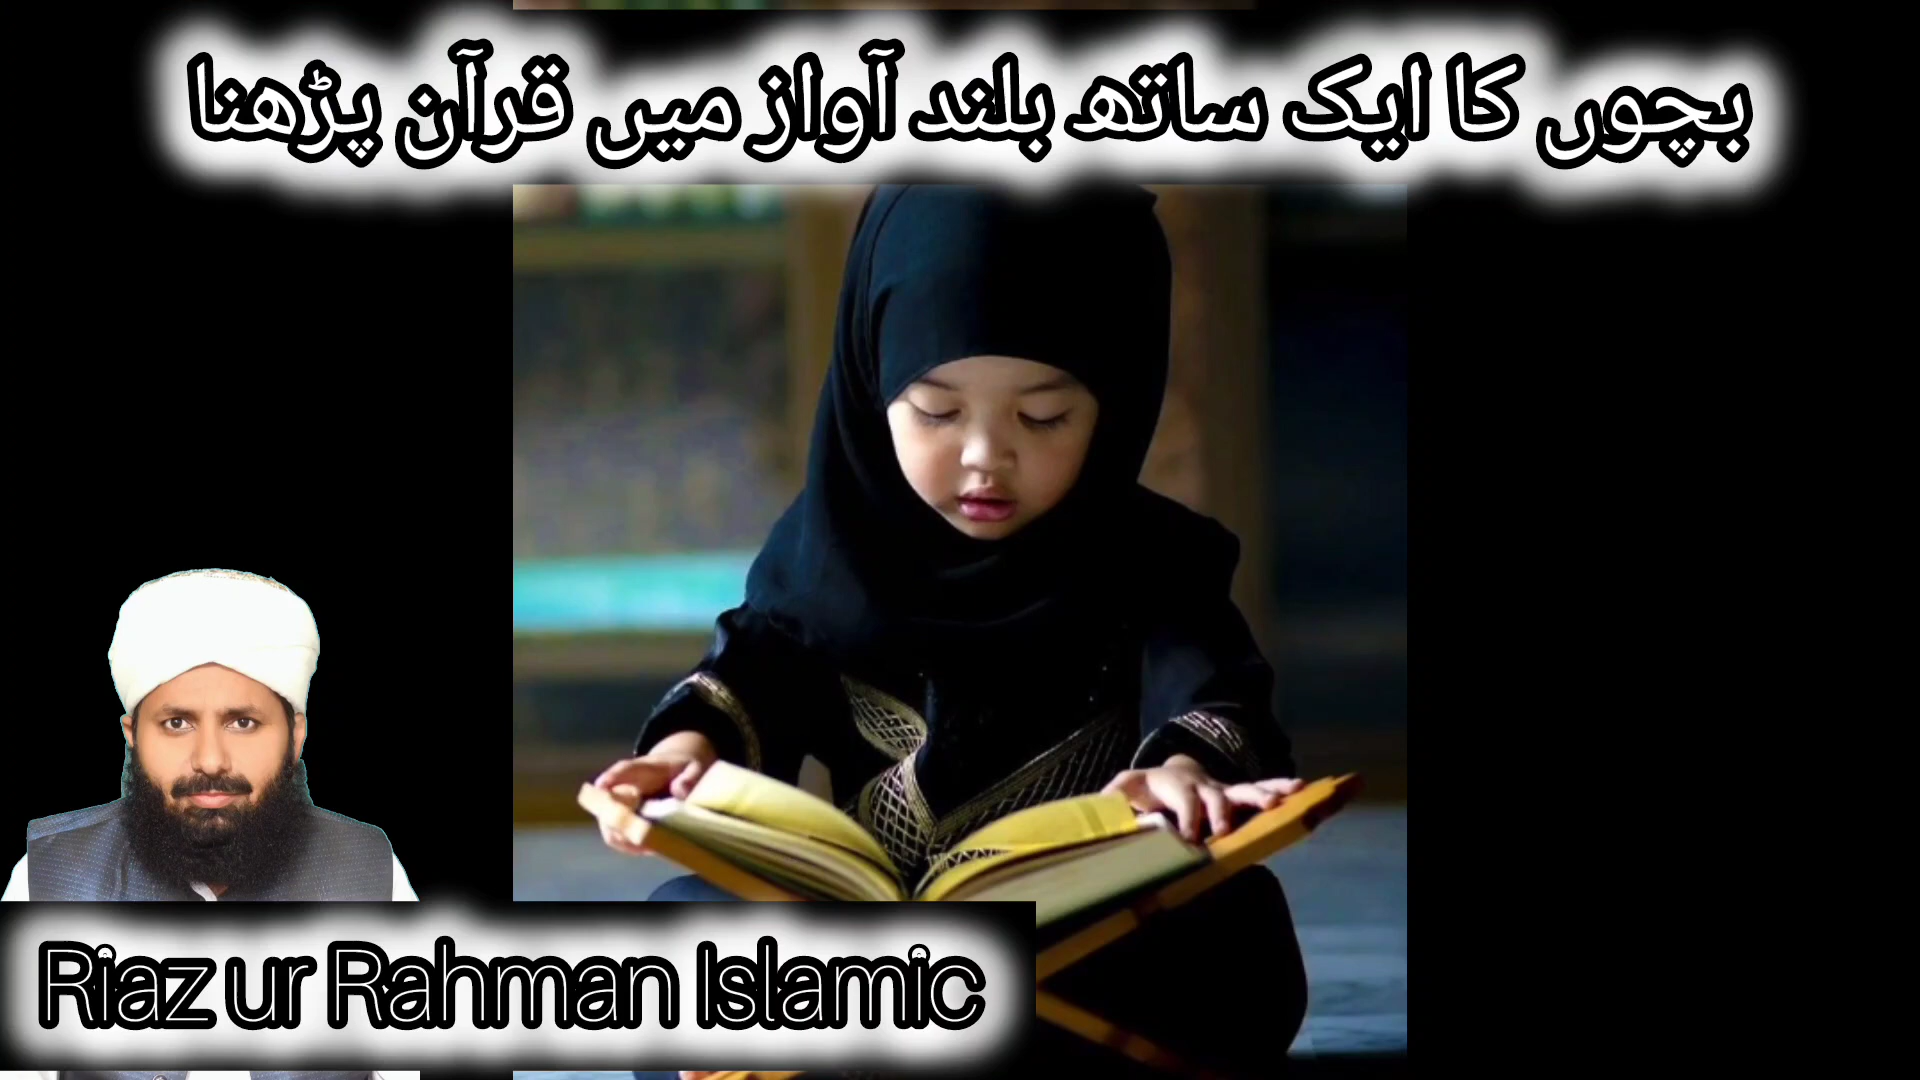 بچوں کا ایک ساتھ بلند آواز میں قرآن پڑھنا
Riaz ur Rahman Islamic